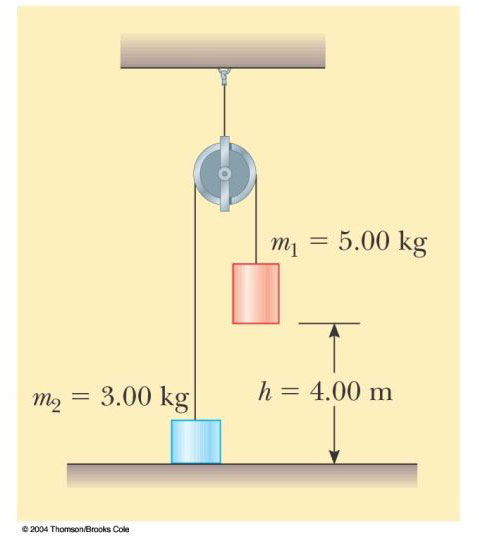 m₁ = 5.00 kg
m₂ = 3.00 kg
h = 4.00 m
© 2004 Thomson/Brooks Cole